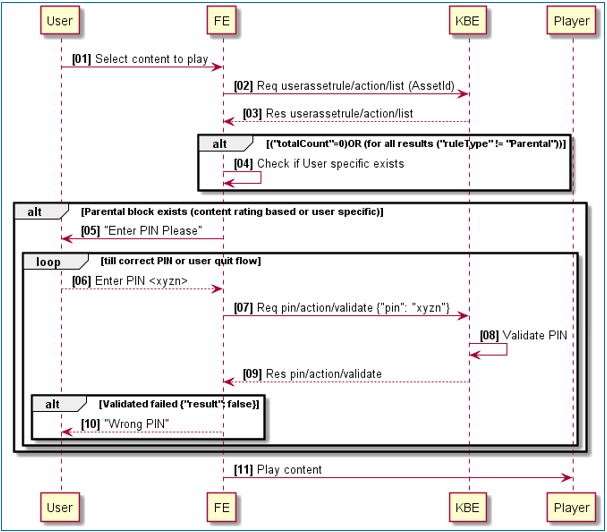 User FE KBE Player
[01] Select content to play
[02] Req userassetrule/action/list (AssetId)
[03] Res userassetrule/action/list
alt [("totalCount"=0)OR (for all results ("ruleType" != "Parental"))]
[04] Check if User specific exists
alt [Parental block exists (content rating based or user specific)]
[05] "Enter PIN Please"
loop [till correct PIN or user quit flow]
[06] Enter PIN <xyzn>
[07] Req pin/action/validate {"pin": "xyzn"}
[08] Validate PIN
[09] Res pin/action/validate
alt [Validated failed {"result": false}]
[10] "Wrong PIN"
[11] Play content
User FE KBE Player